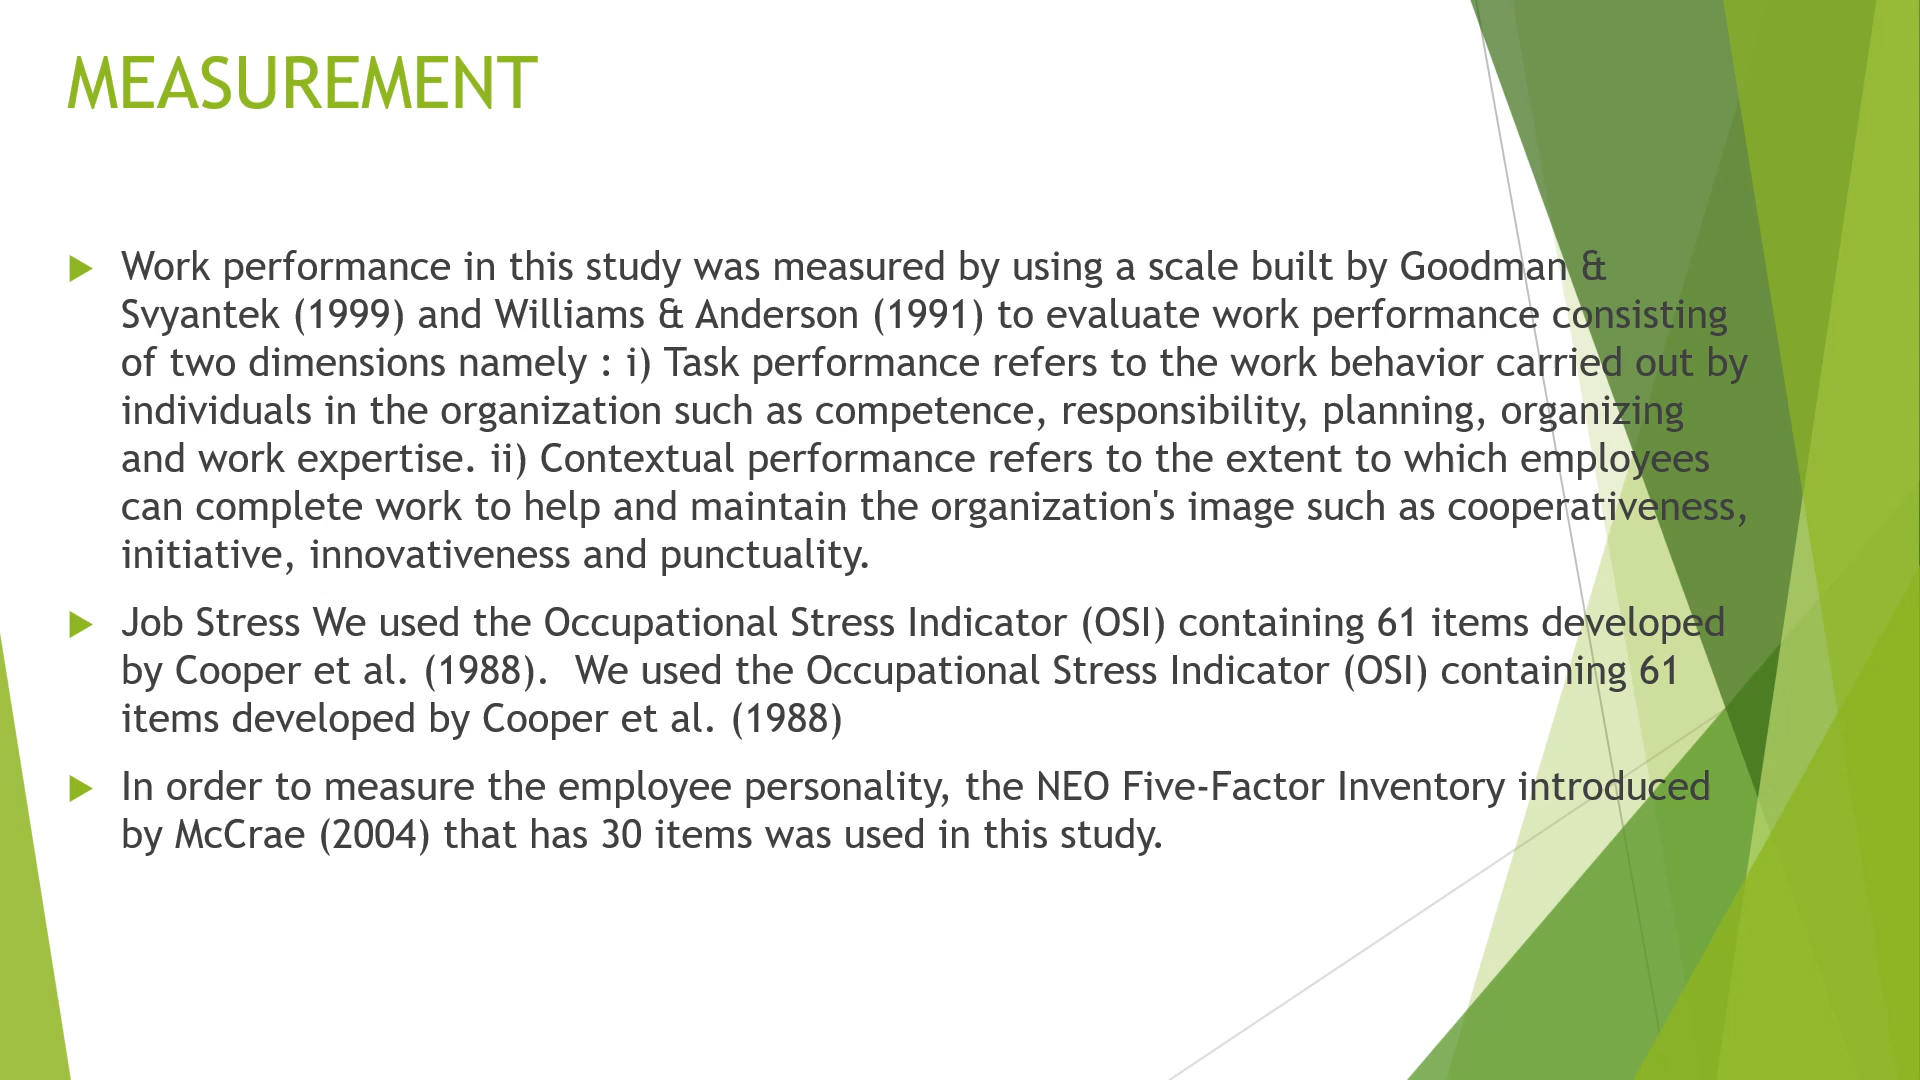 MEASUREMENT
Work performance in this study was measured by using a scale built by Goodman &
Svyantek (1999) and Williams & Anderson (1991) to evaluate work performance consisting
of two dimensions namely : i) Task performance refers to the work behavior carried out by
individuals in the organization such as competence, responsibility, planning, organizing
and work expertise. ii) Contextual performance refers to the extent to which employees
can complete work to help and maintain the organization's image such as cooperativeness,
initiative, innovativeness and punctuality.
Job Stress We used the Occupational Stress Indicator (OSI) containing 61 items developed
by Cooper et al. (1988).  We used the Occupational Stress Indicator (OSI) containing 61
items developed by Cooper et al. (1988)
In order to measure the employee personality, the NEO Five-Factor Inventory introduced
by McCrae (2004) that has 30 items was used in this study.